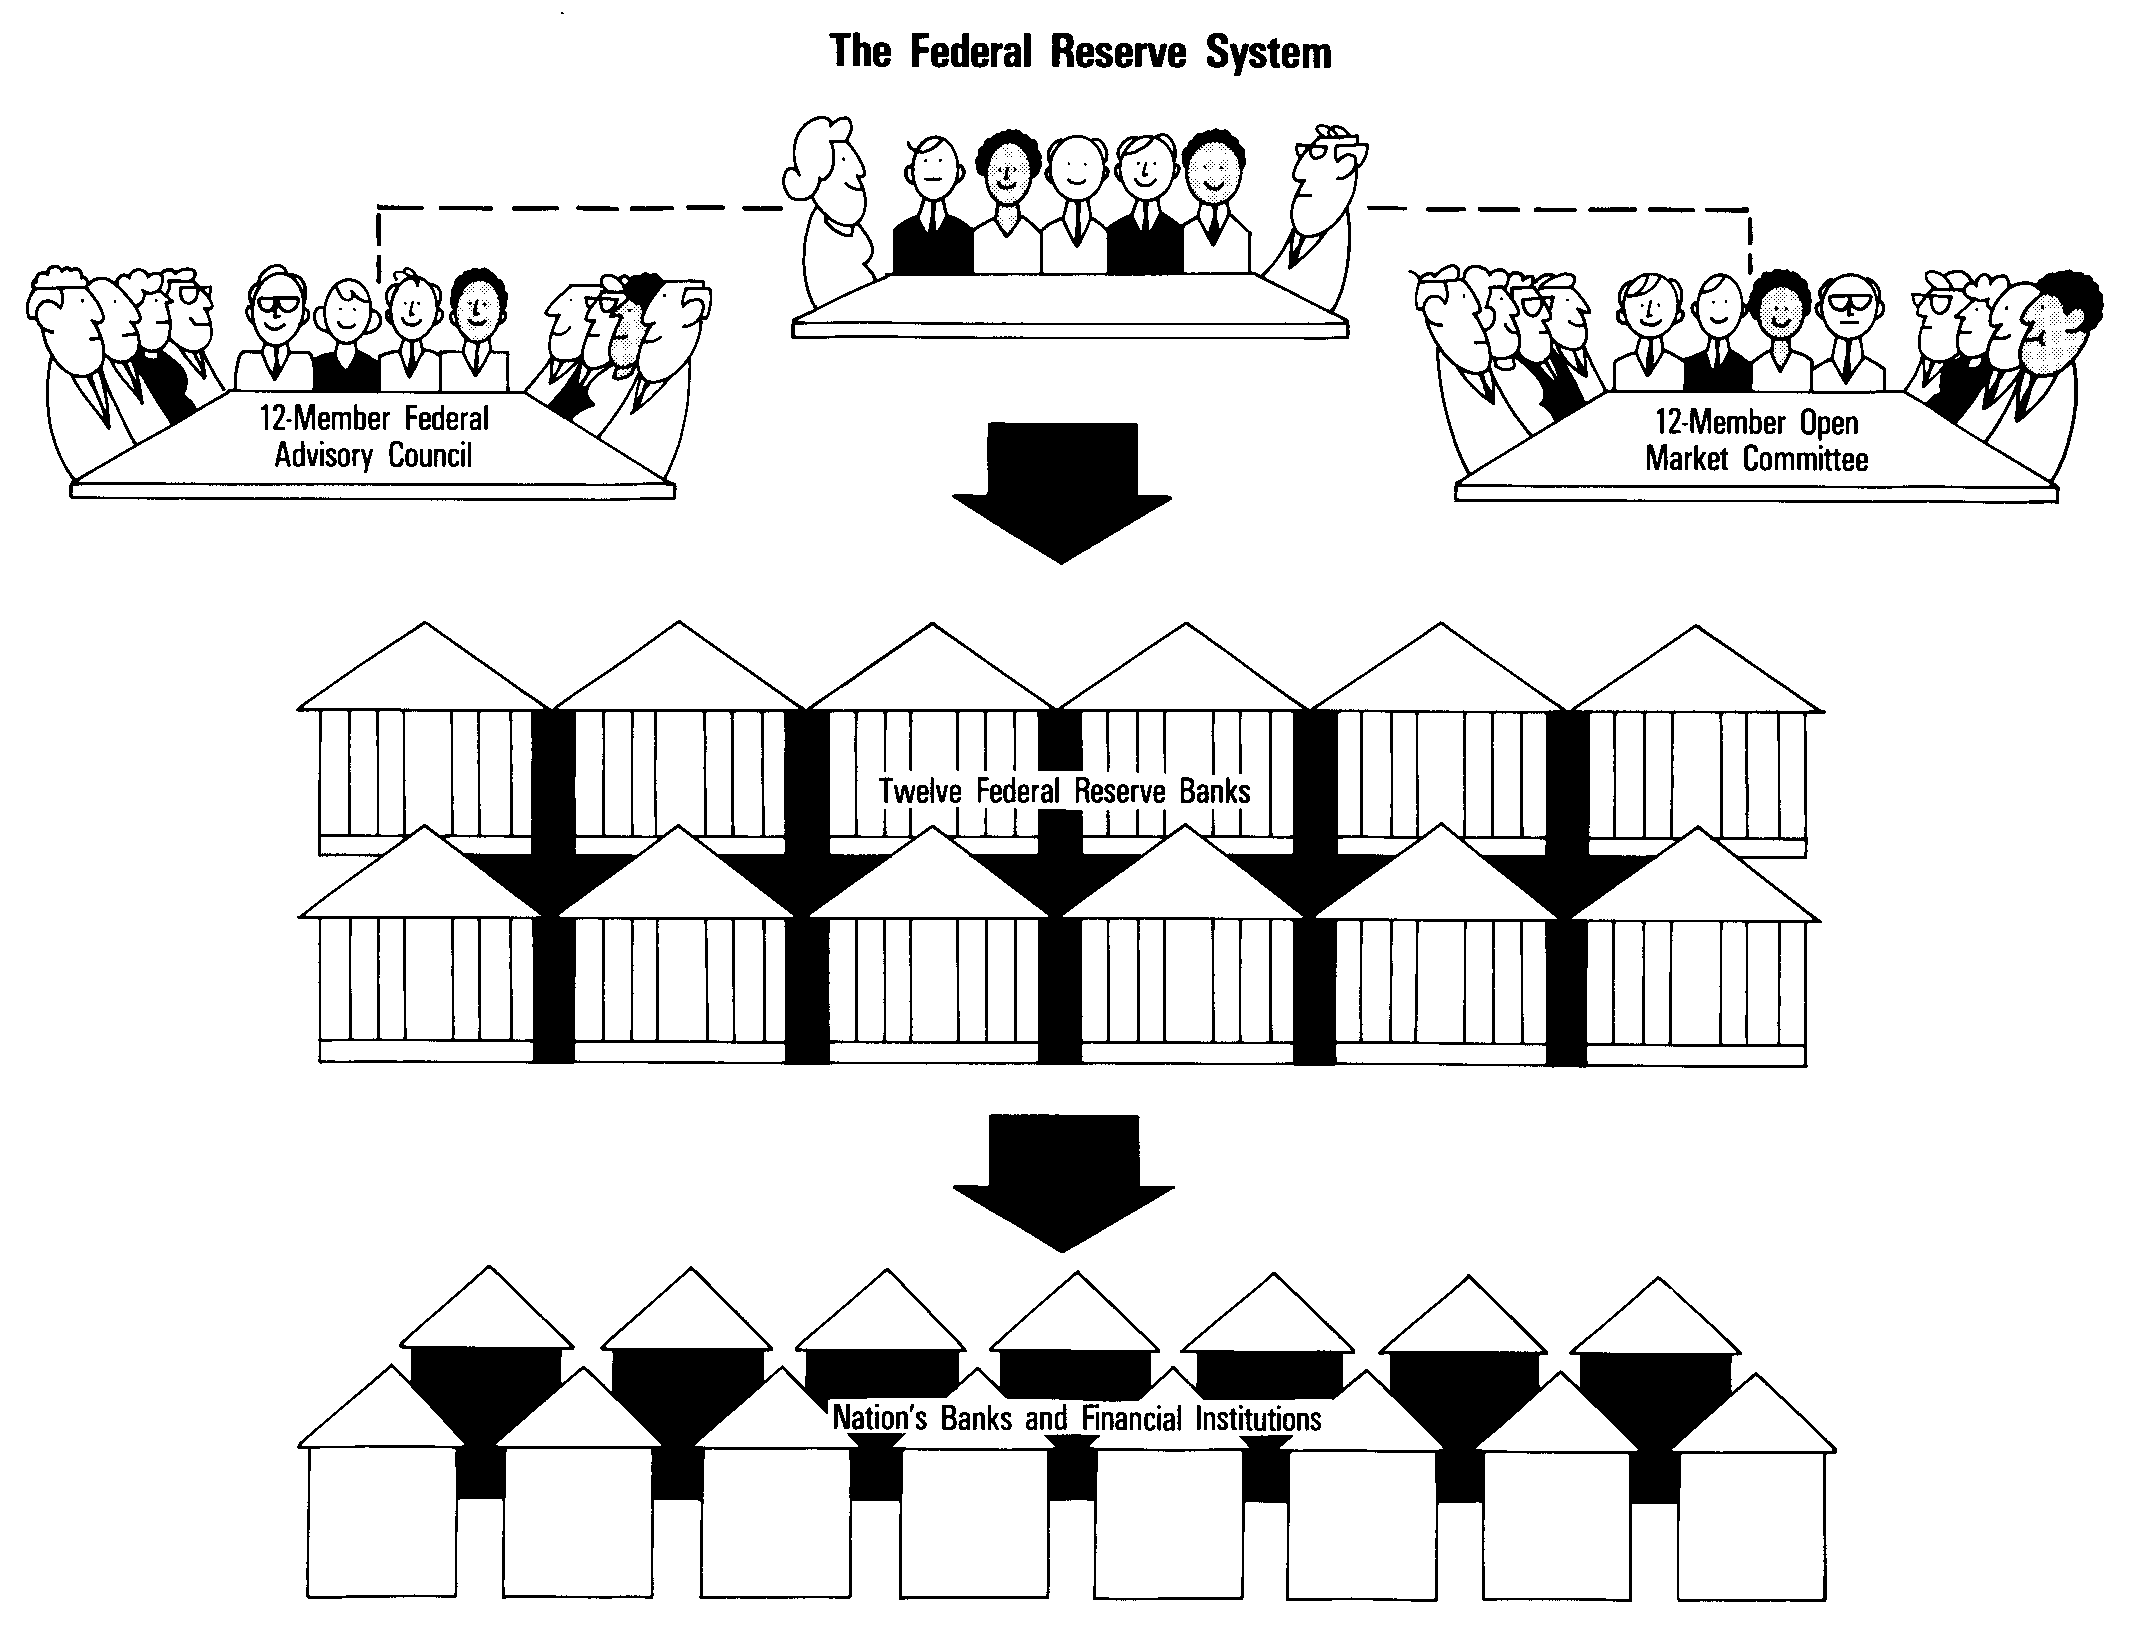 The Federal Reserve System
12-Member Federal
Advisory Council
12-Member Open
Market Committee
Twelve Federal Reserve Banks
Nation's Banks and Financial Institutions